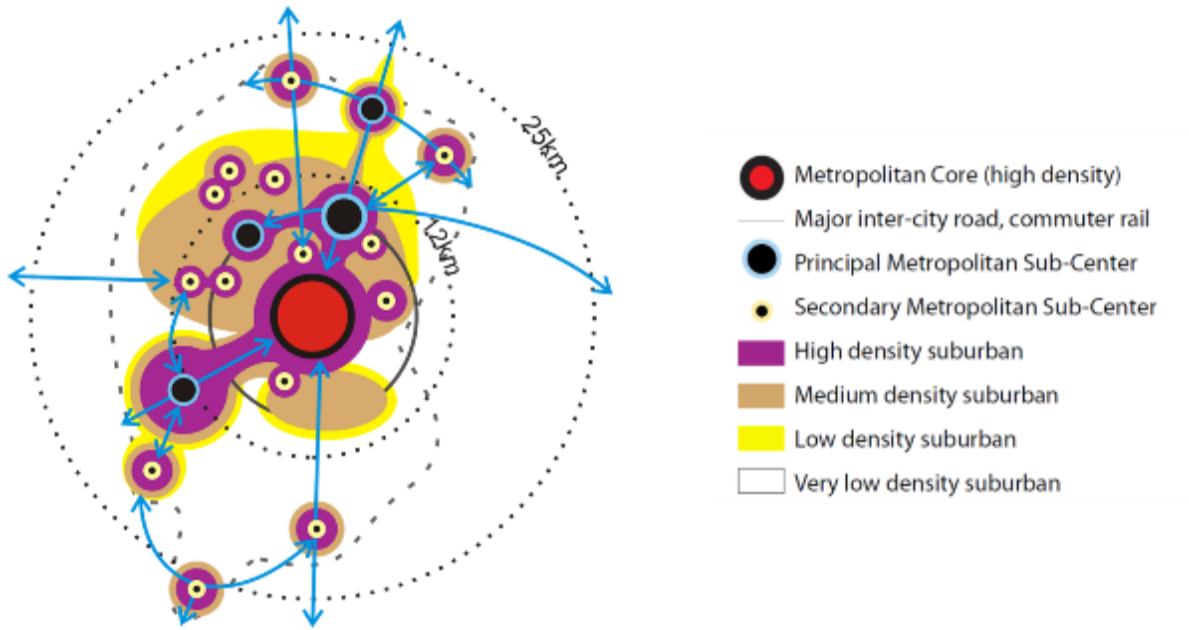 25km
12km
Metropolitan Core (high density)
Major inter-city road, commuter rail
Principal Metropolitan Sub-Center
Secondary Metropolitan Sub-Center
High density suburban
Medium density suburban
Low density suburban
Very low density suburban